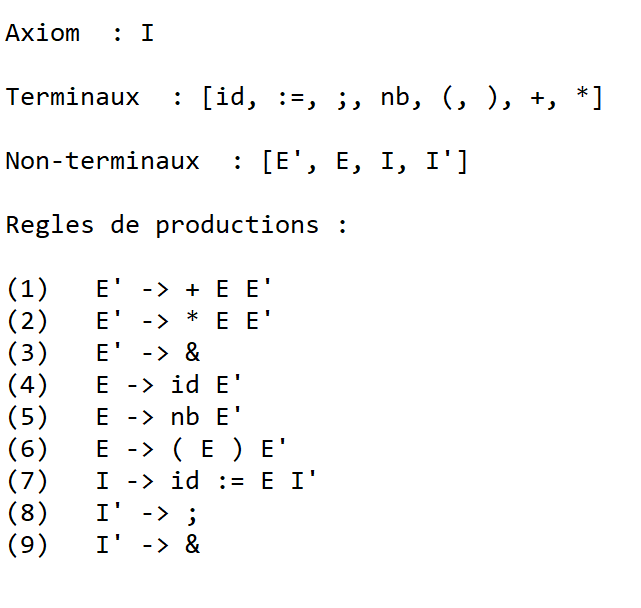 Axiom : I
Terminaux : [id, :=, ;, nb, (, ), +, *]
Non-terminaux : [E', E, I, I']
Regles de productions :
(1) E' -> + E E'
(2) E' -> * E E'
(3) E' -> &
(4) E -> id E'
(5) E -> nb E'
(6) E -> ( E ) E'
(7) I -> id := E I'
(8) I' -> ;
(9) I' -> &